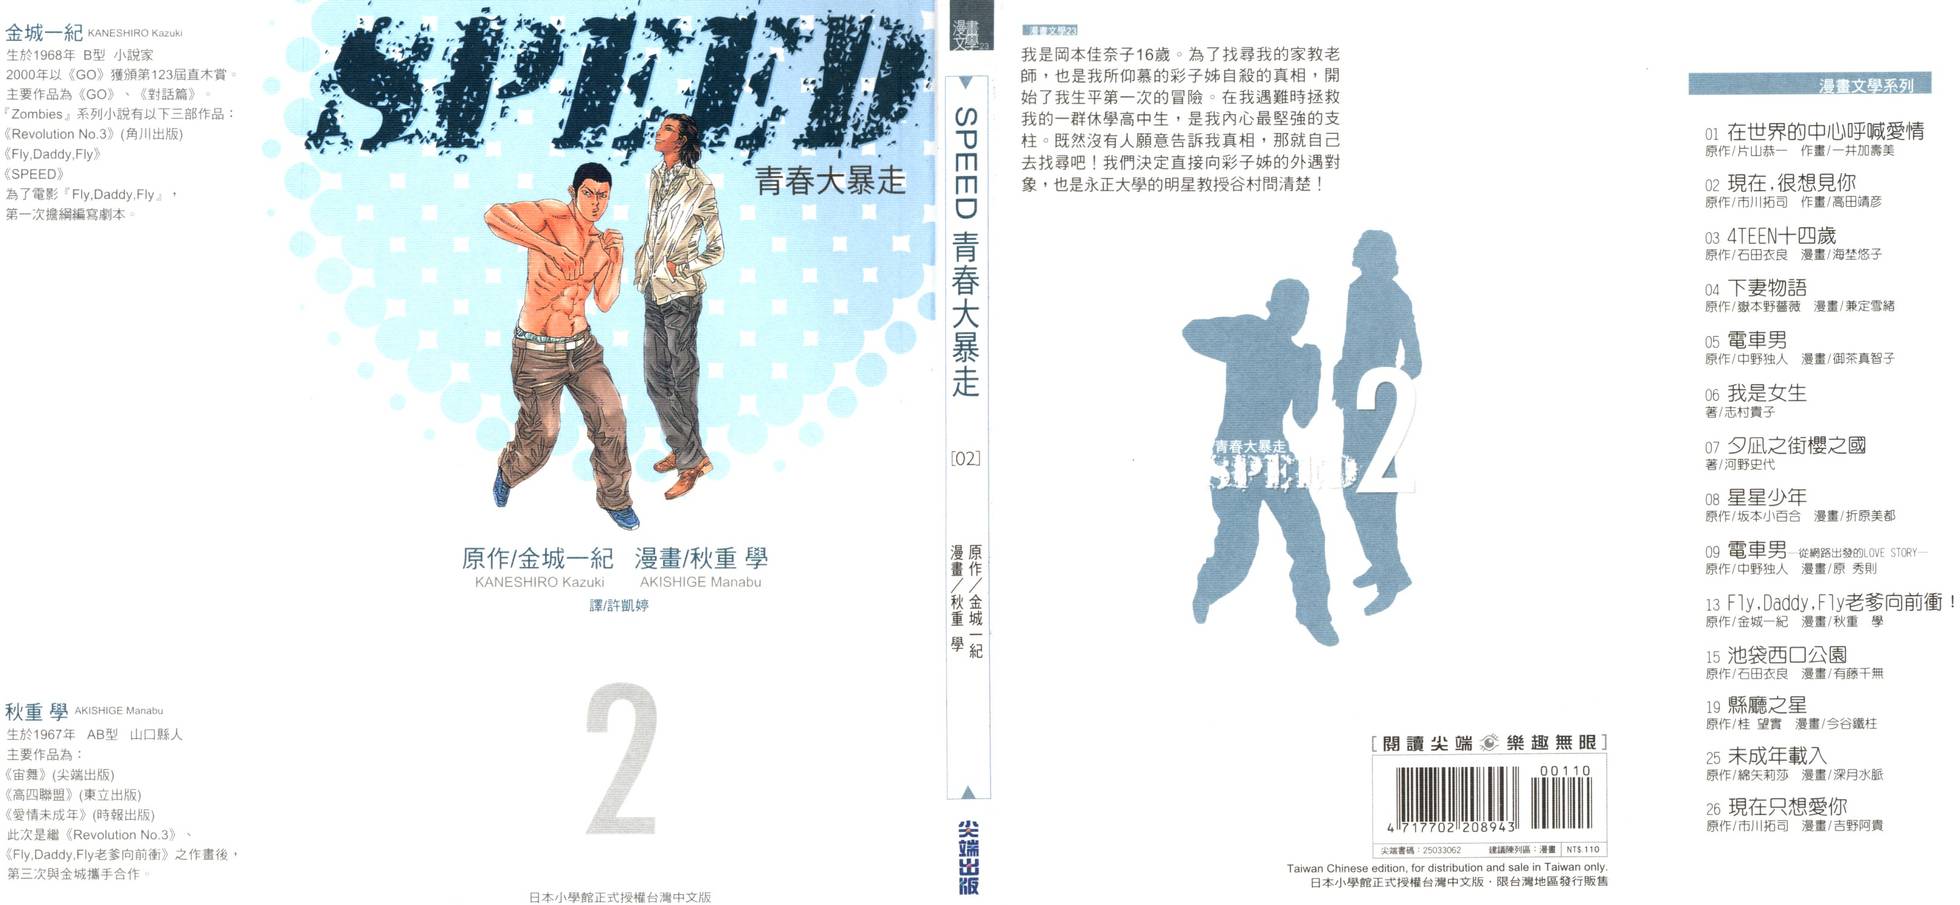 金城一紀 KANESHIRO Kazuki
生於1968年 B型 小說家
2000年以《GO》獲頒第123屆直木賞。
主要作品為《GO》、《對話篇》。
『Zombies』系列小說有以下三部作品：
《Revolution No.3》(角川出版)
《Fly,Daddy,Fly》
《SPEED》
為了電影『Fly,Daddy,Fly』，
第一次擔綱編寫劇本。
秋重 學 AKISHIGE Manabu
生於1967年 AB型 山口縣人
主要作品為：
《宙舞》(尖端出版)
《高四聯盟》(東立出版)
《愛情未成年》(時報出版)
此次是繼《Revolution No.3》、
《Fly,Daddy,Fly老爹向前衝》之作畫後，
第三次與金城攜手合作。
SPEED
青春大暴走
原作/金城一紀 漫畫/秋重 學
KANESHIRO Kazuki AKISHIGE Manabu
譯/許凱婷
2
日本小學館正式授權台灣中文版
漫畫文學23
SPEED 青春大暴走
[02]
原作／金城一紀
漫畫／秋重 學
尖端出版
漫畫文學23
我是岡本佳奈子16歲。為了找尋我的家教老
師，也是我所仰慕的彩子姊自殺的真相，開
始了我生平第一次的冒險。在我遇難時拯救
我的一群休學高中生，是我內心最堅強的支
柱。既然沒有人願意告訴我真相，那就自己
去找尋吧！我們決定直接向彩子姊的外遇對
象，也是永正大學的明星教授谷村問清楚！
青春大暴走
SPEED 2
[閱讀尖端 樂趣無限]
00110
4 717702 208943
尖端書碼：25033062 建議陳列區：漫畫 NT$.110
Taiwan Chinese edition, for distribution and sale in Taiwan only.
日本小學館正式授權台灣中文版‧限台灣地區發行販售
漫畫文學系列
01 在世界的中心呼喊愛情
原作/片山恭一 作畫/一井加壽美
02 現在,很想見你
原作/市川拓司 作畫/高田靖彦
03 4TEEN十四歲
原作/石田衣良 漫畫/海埜悠子
04 下妻物語
原作/嶽本野薔薇 漫畫/兼定雪緒
05 電車男
原作/中野独人 漫畫/御茶真智子
06 我是女生
著/志村貴子
07 夕凪之街櫻之國
著/河野史代
08 星星少年
原作/坂本小百合 漫畫/折原美都
09 電車男─從網路出發的LOVE STORY─
原作/中野独人 漫畫/原 秀則
13 Fly,Daddy,Fly老爹向前衝！
原作/金城一紀 漫畫/秋重 學
15 池袋西口公園
原作/石田衣良 漫畫/有藤千無
19 縣廳之星
原作/桂 望實 漫畫/今谷鐵柱
25 未成年載入
原作/綿矢莉莎 漫畫/深月水脈
26 現在只想愛你
原作/市川拓司 漫畫/吉野阿貴